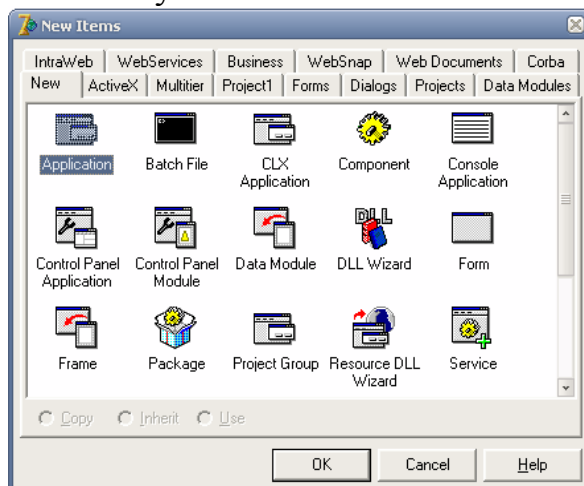 New Items
IntraWeb WebServices Business WebSnap Web Documents Corba
New ActiveX Multitier Project1 Forms Dialogs Projects Data Modules
Application Batch File CLX Application Component Console Application
Control Panel Application Control Panel Module Data Module DLL Wizard Form
DLL
Frame Package Project Group Resource DLL Wizard Service
Copy Inherit Use
OK Cancel Help